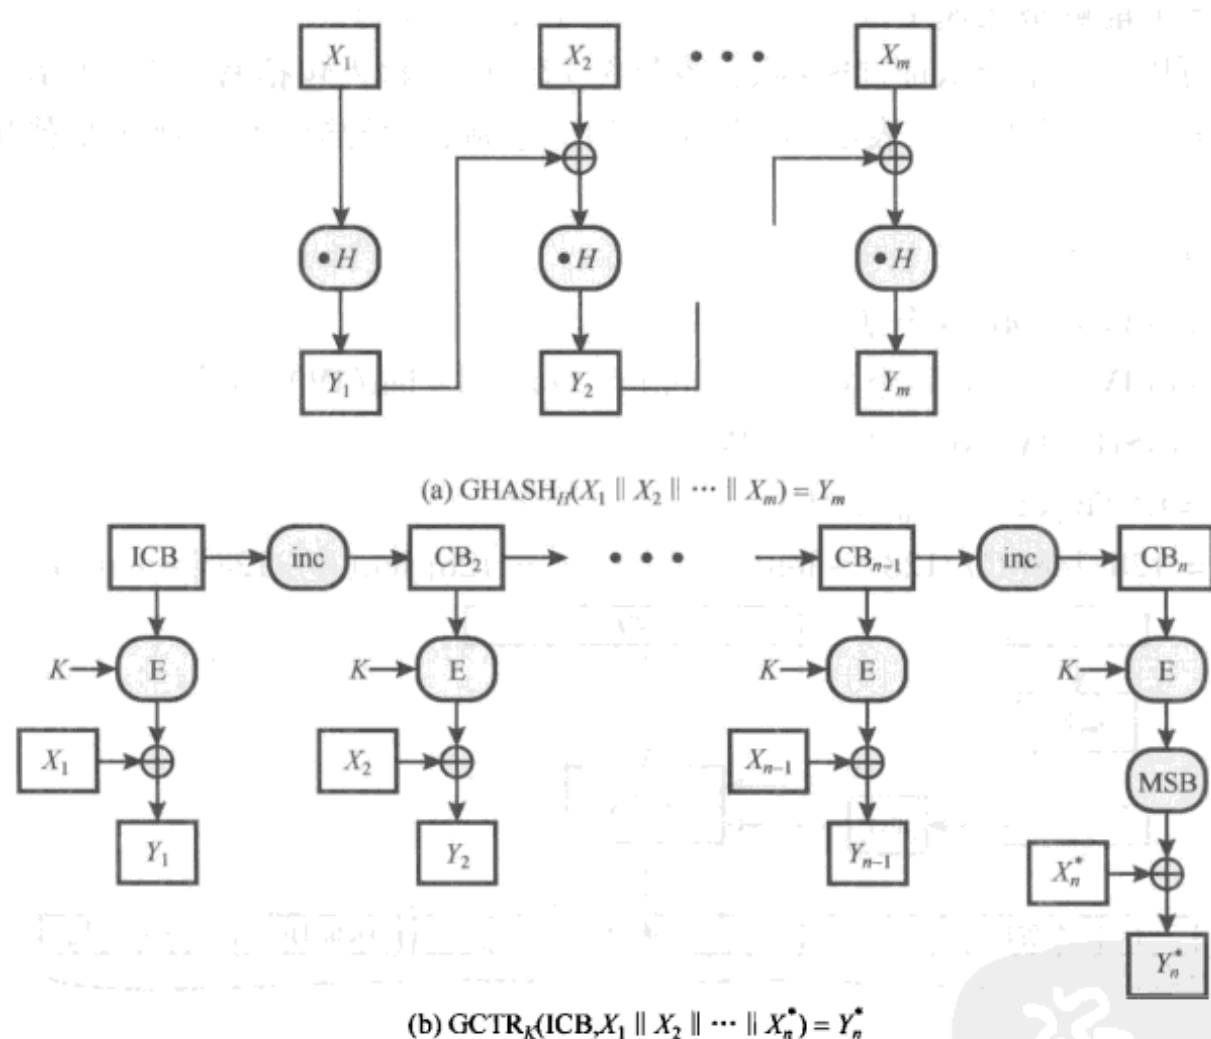 X₁ X₂ • • • Xₘ
•H •H •H
Y₁ Y₂ Yₘ
(a) GHASH_H(X₁ ‖ X₂ ‖ ⋯ ‖ Xₘ) = Yₘ
ICB inc CB₂ • • • CBₙ₋₁ inc CBₙ
K E K E K E K E
X₁ X₂ Xₙ₋₁ MSB
Y₁ Y₂ Yₙ₋₁ Xₙ*
Yₙ*
(b) GCTR_K(ICB,X₁ ‖ X₂ ‖ ⋯ ‖ Xₙ*) = Yₙ*